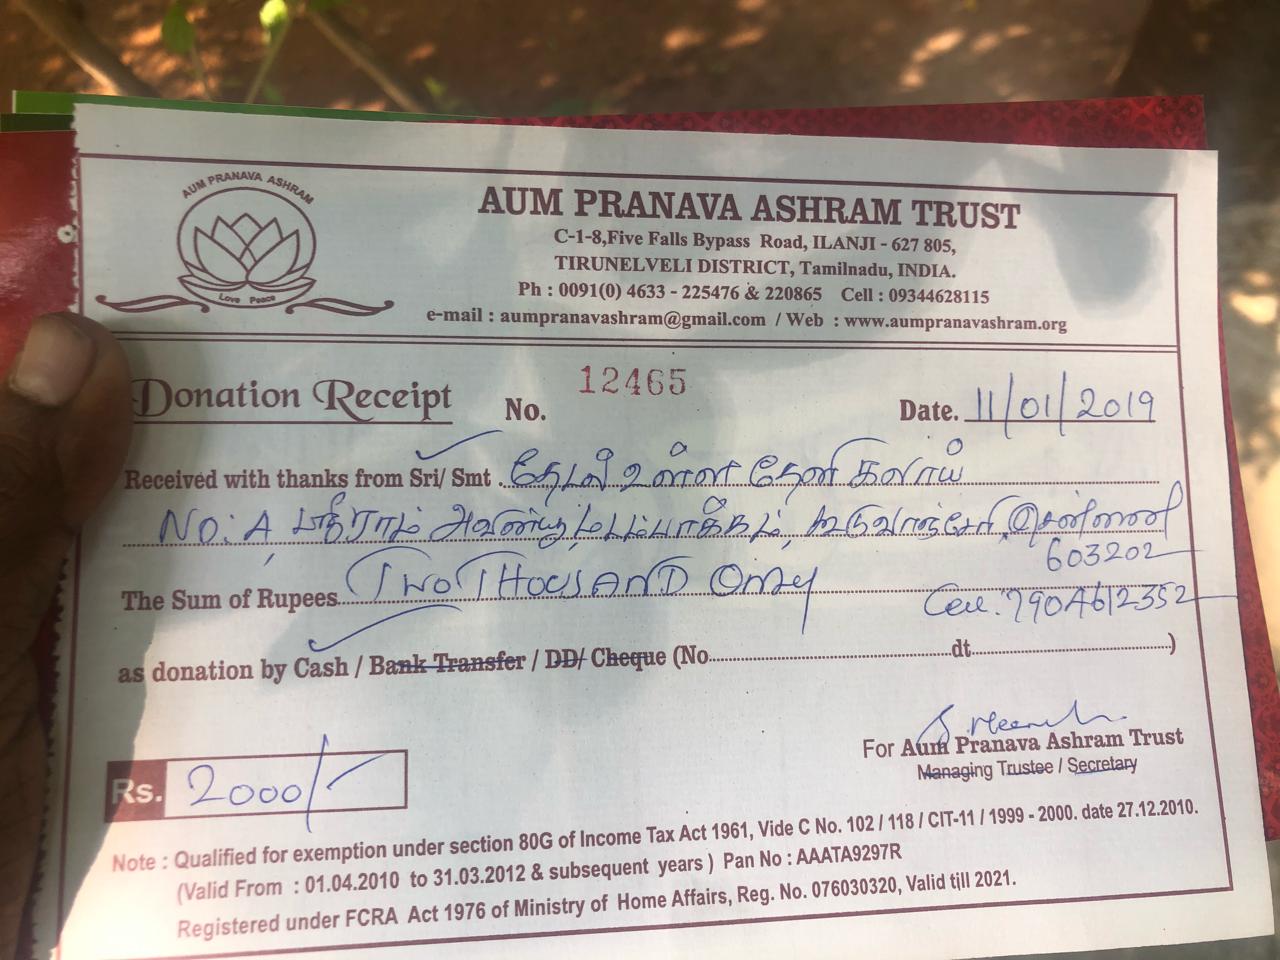 AUM PRANAVA ASHRAM
Love Peace
AUM PRANAVA ASHRAM TRUST
C-1-8,Five Falls Bypass Road, ILANJI - 627 805,
TIRUNELVELI DISTRICT, Tamilnadu, INDIA.
Ph : 0091(0) 4633 - 225476 & 220865 Cell : 09344628115
e-mail : aumpranavashram@gmail.com / Web : www.aumpranavashram.org
Donation Receipt No. 12465 Date. 11/01/2019
Received with thanks from Sri/ Smt . தேடல் உள்ள தேனீ களாய்
No: A, ஸ்ரீராம் சென்னை
603202
The Sum of Rupees Two THOUSAND Only
Cell: 7904612352
as donation by Cash / Bank Transfer / DD/ Cheque (No. dt. )
For Aum Pranava Ashram Trust
Managing Trustee / Secretary
Rs. 2000/-
Note : Qualified for exemption under section 80G of Income Tax Act 1961, Vide C No. 102 / 118 / CIT-11 / 1999 - 2000. date 27.12.2010.
(Valid From : 01.04.2010 to 31.03.2012 & subsequent years ) Pan No : AAATA9297R
Registered under FCRA Act 1976 of Ministry of Home Affairs, Reg. No. 076030320, Valid till 2021.